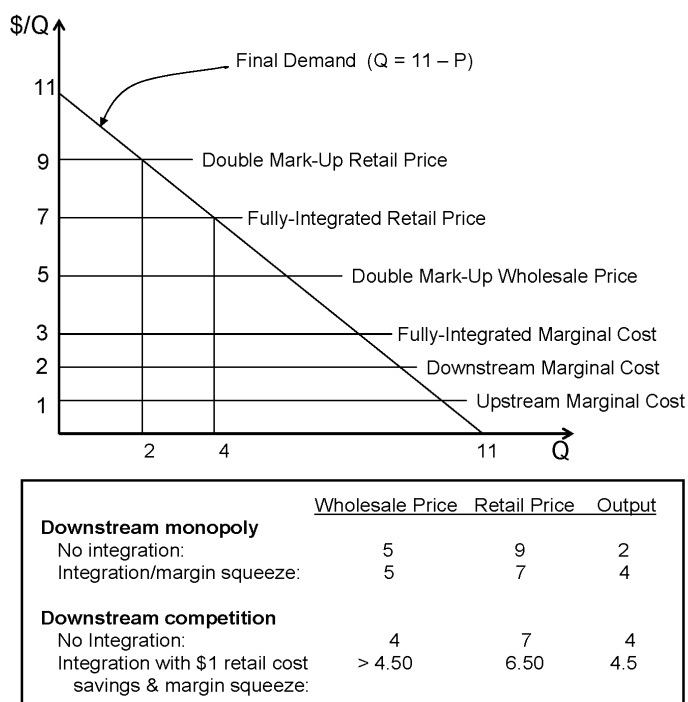 $/Q
Final Demand (Q = 11 – P)
11
9
Double Mark-Up Retail Price
7
Fully-Integrated Retail Price
5
Double Mark-Up Wholesale Price
3
Fully-Integrated Marginal Cost
2
Downstream Marginal Cost
1
Upstream Marginal Cost
2 4 11 Q
Wholesale Price Retail Price Output
Downstream monopoly
No integration: 5 9 2
Integration/margin squeeze: 5 7 4
Downstream competition
No Integration: 4 7 4
Integration with $1 retail cost > 4.50 6.50 4.5
savings & margin squeeze: